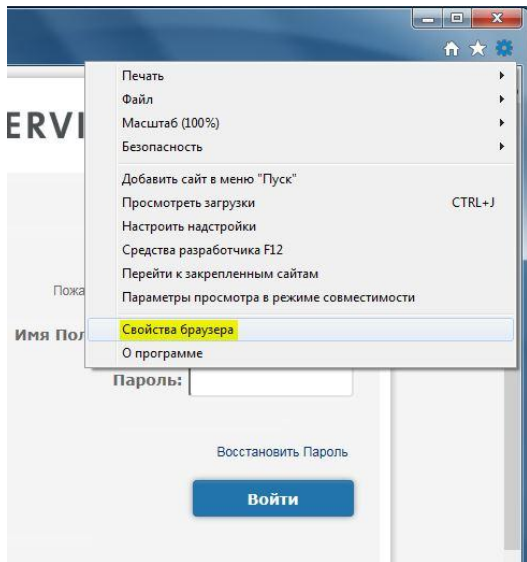 Печать
Файл
ERVI
Масштаб (100%)
Безопасность
Добавить сайт в меню "Пуск"
Просмотреть загрузки CTRL+J
Настроить надстройки
Средства разработчика F12
Перейти к закрепленным сайтам
Пожа
Параметры просмотра в режиме совместимости
Имя Пол
Свойства браузера
О программе
Пароль:
Восстановить Пароль
Войти